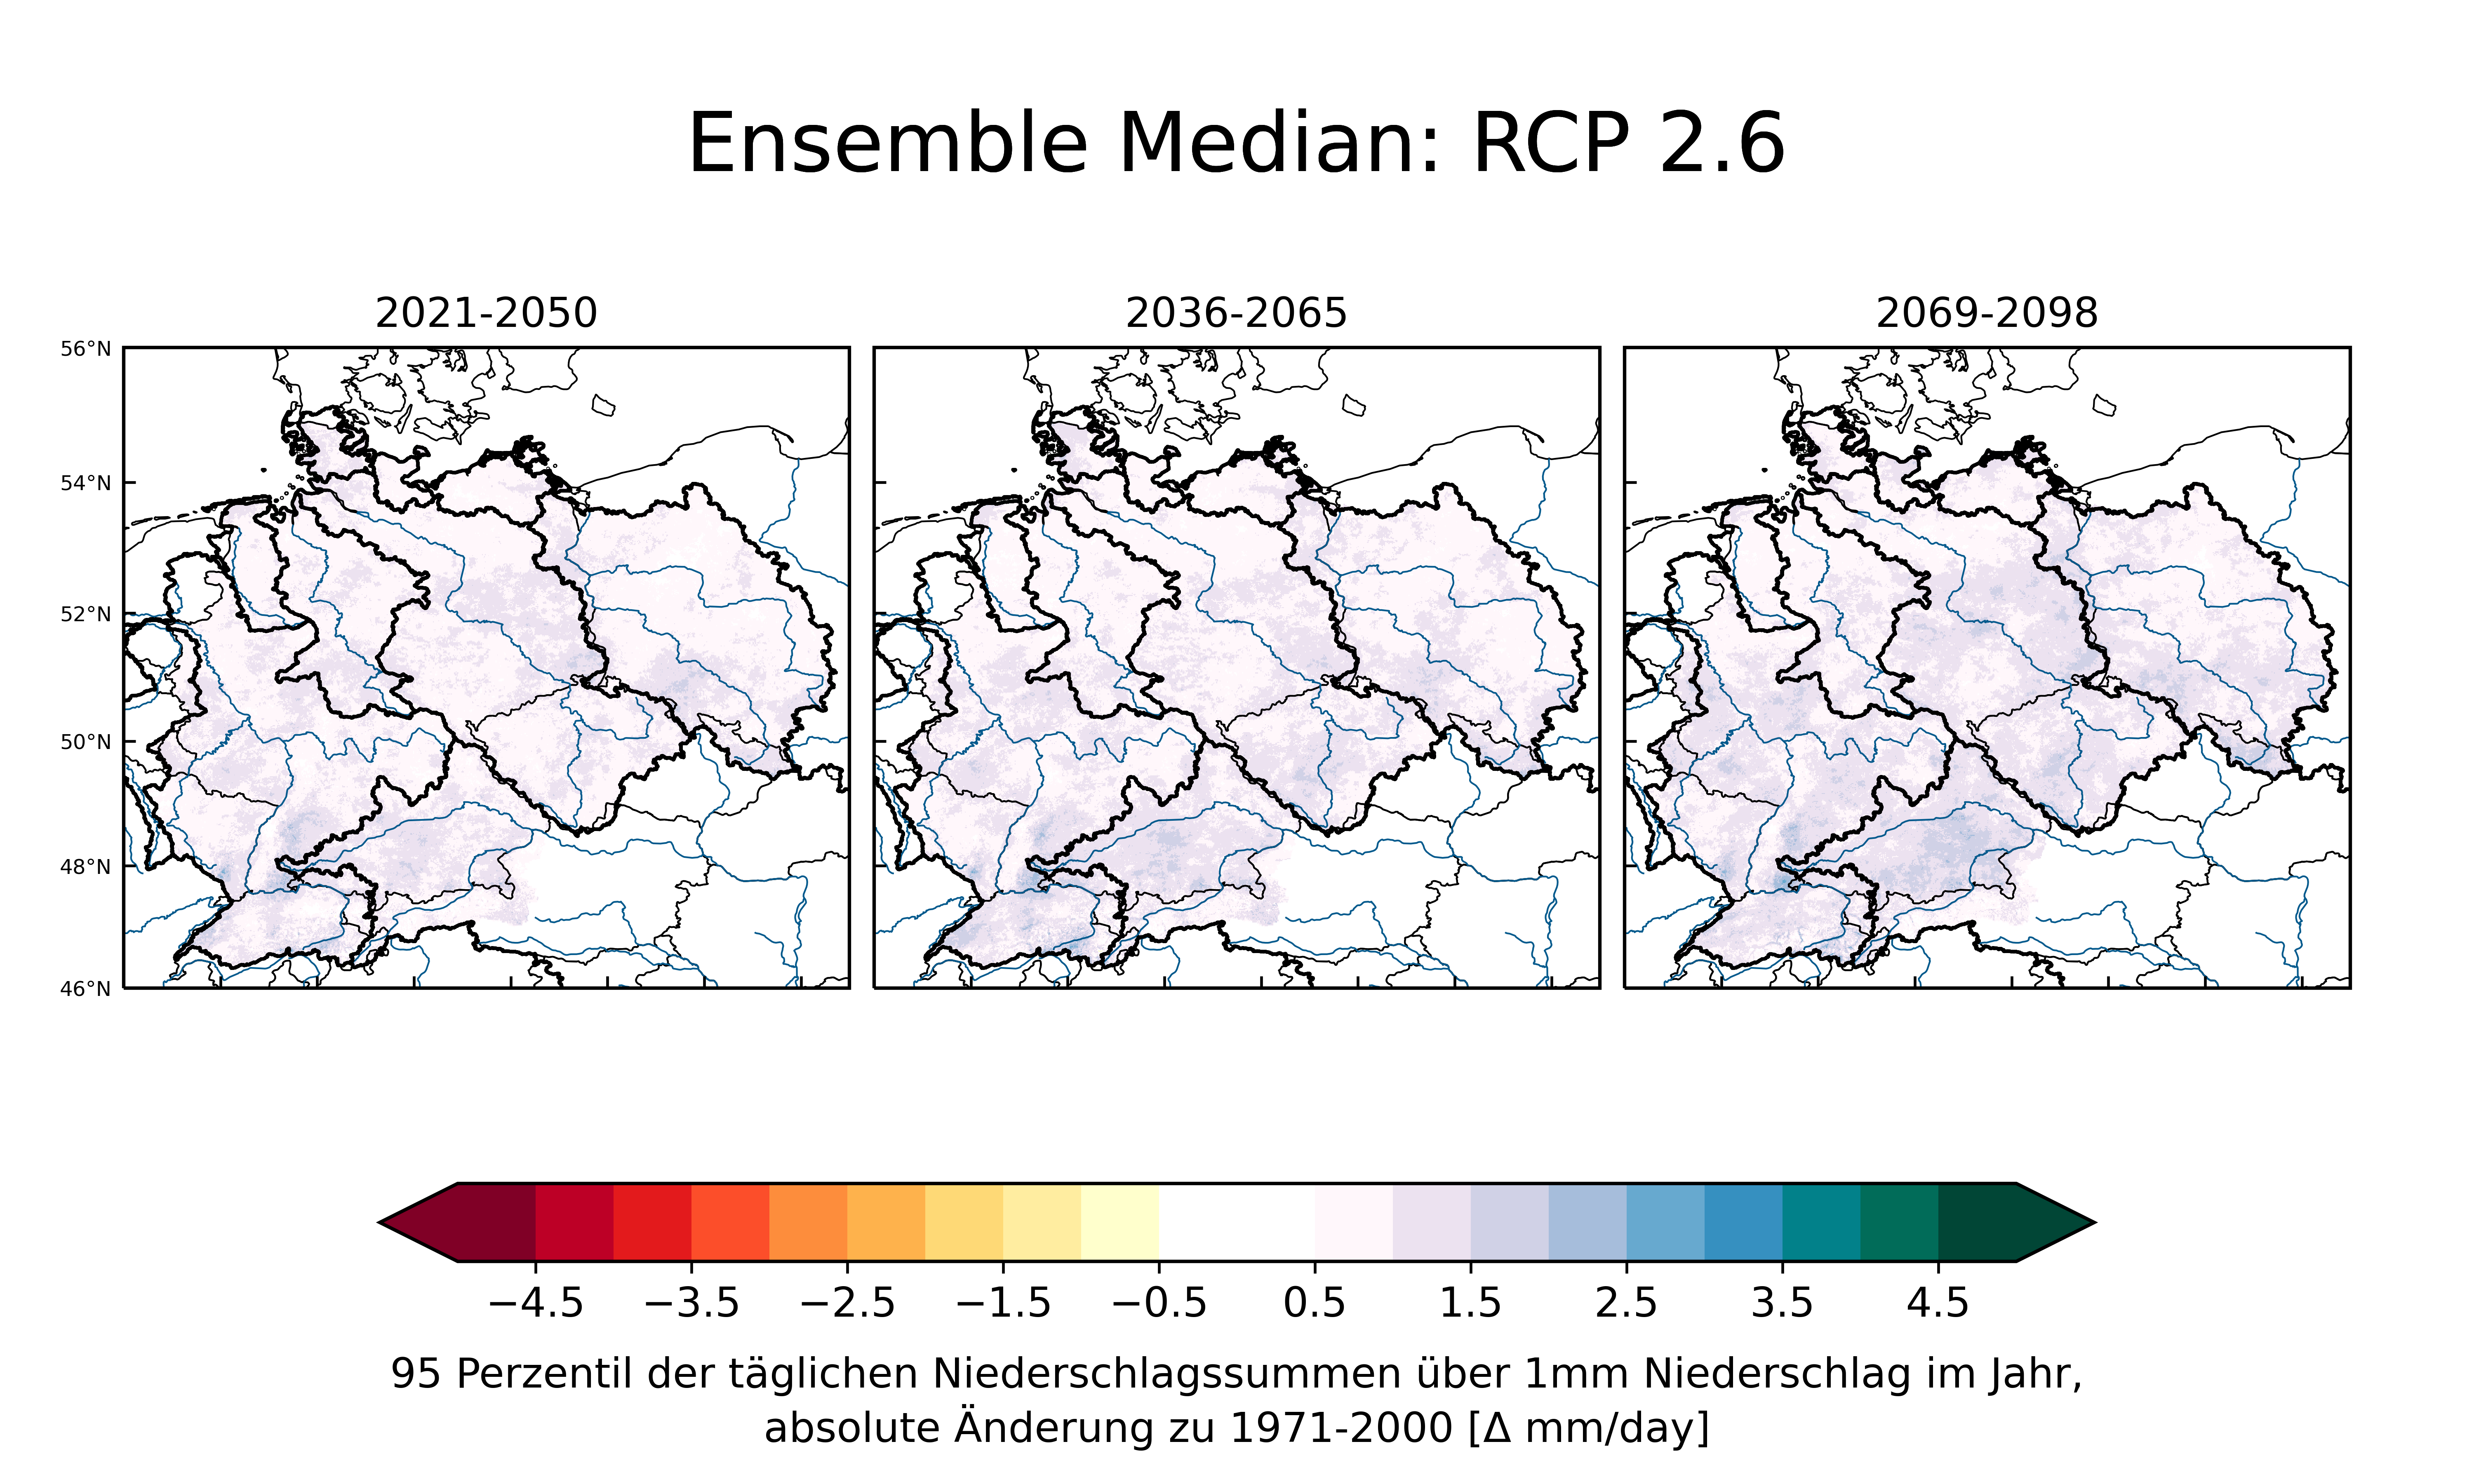 Ensemble Median: RCP 2.6
2021-2050
2036-2065
2069-2098
56°N
54°N
52°N
50°N
48°N
46°N
−4.5 −3.5 −2.5 −1.5 −0.5 0.5 1.5 2.5 3.5 4.5
95 Perzentil der täglichen Niederschlagssummen über 1mm Niederschlag im Jahr,
absolute Änderung zu 1971-2000 [Δ mm/day]